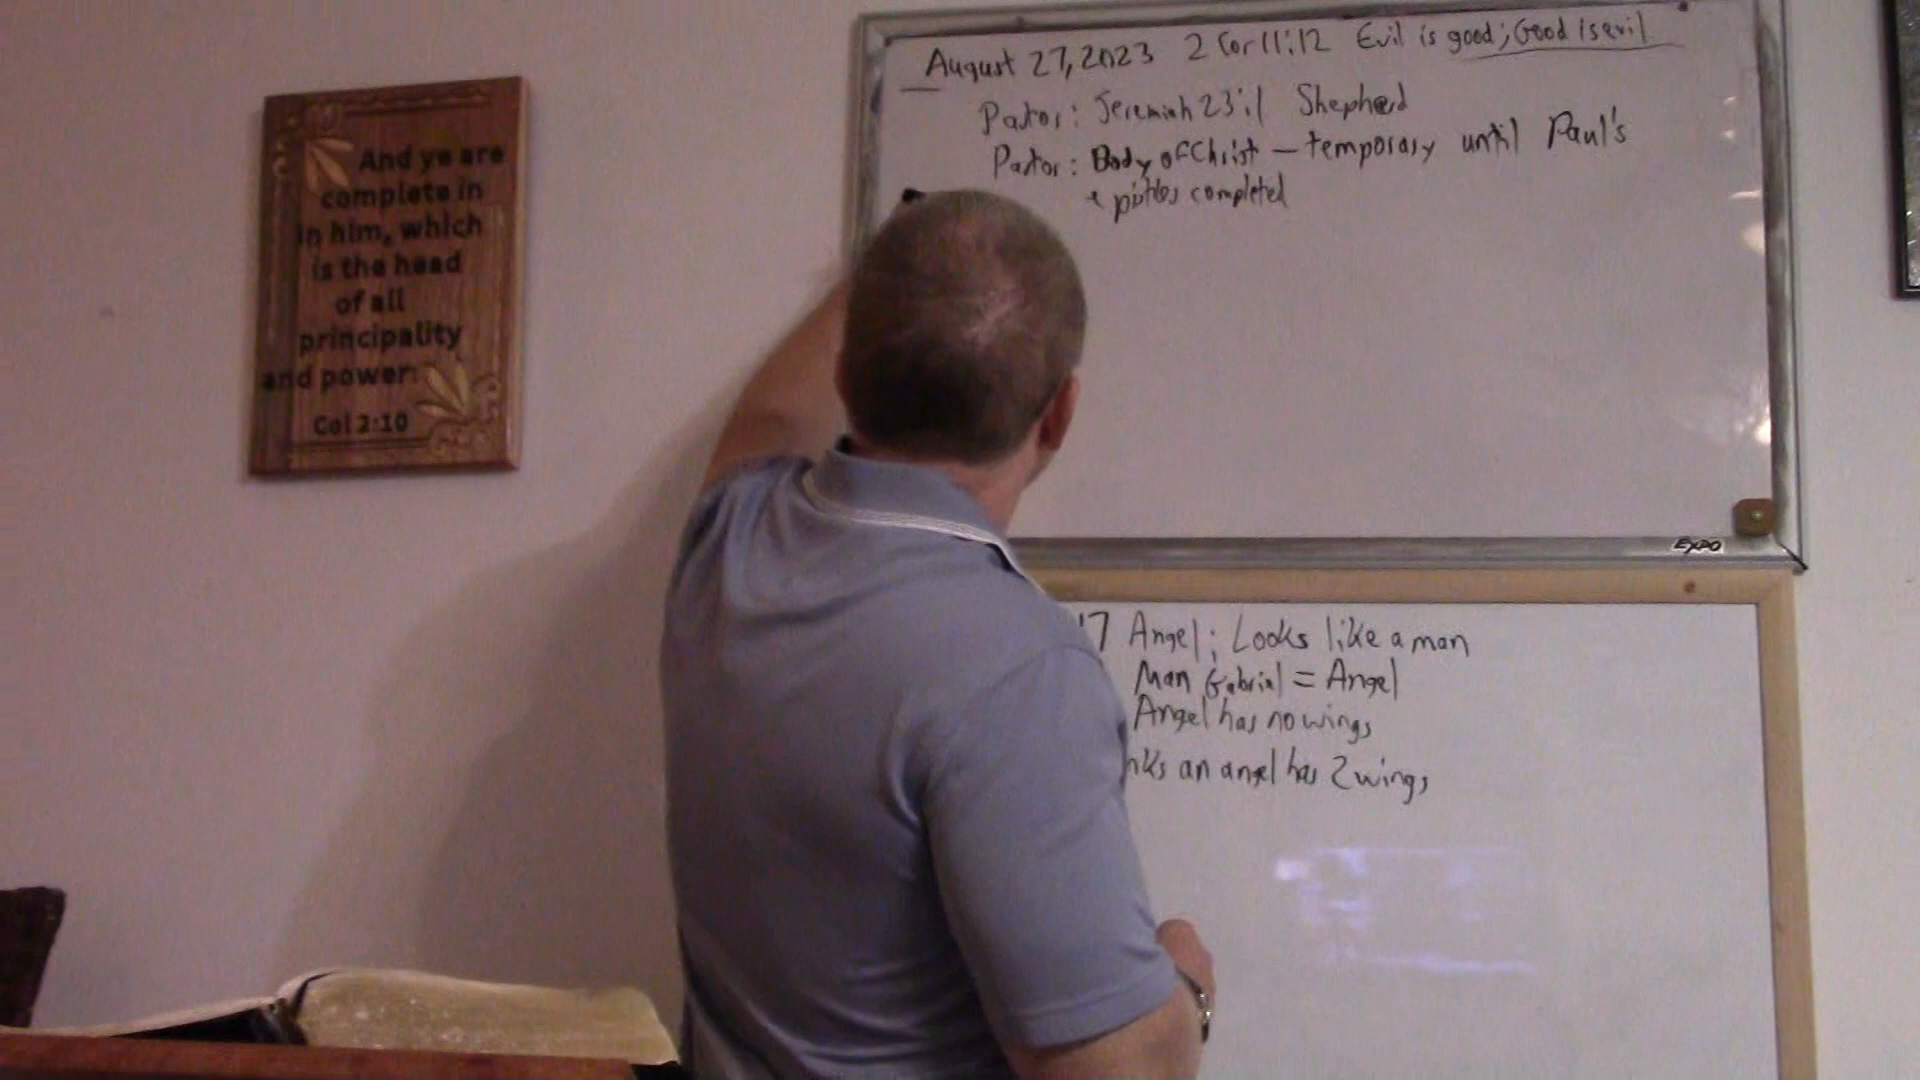 And ye are
complete in
in him, which
is the head
of all
principality
and power:
Col 2:10
August 27, 2023 2 Cor 11:12 Evil is good; Good is evil
Pastor: Jeremiah 23:1 Shepherd
Pastor: Body of Christ – temporary until Paul's
epistles completed
EXPO
17 Angel; Looks like a man
Man Gabriel = Angel
Angel has no wings
an angel has 2 wings